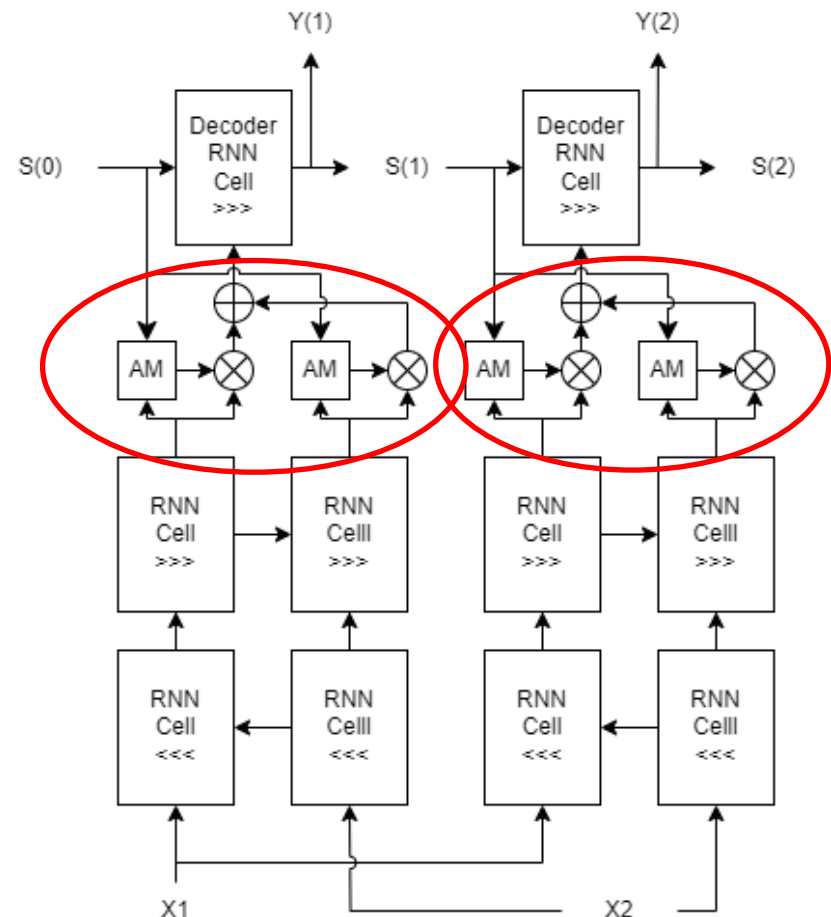 Y(1)
Y(2)
Decoder
RNN
Cell
>>>
Decoder
RNN
Cell
>>>
S(0)
S(1)
S(2)
AM
AM
AM
AM
RNN
Cell
>>>
RNN
Celll
>>>
RNN
Cell
>>>
RNN
Celll
>>>
RNN
Cell
<<<
RNN
Celll
<<<
RNN
Cell
<<<
RNN
Celll
<<<
X1
X2